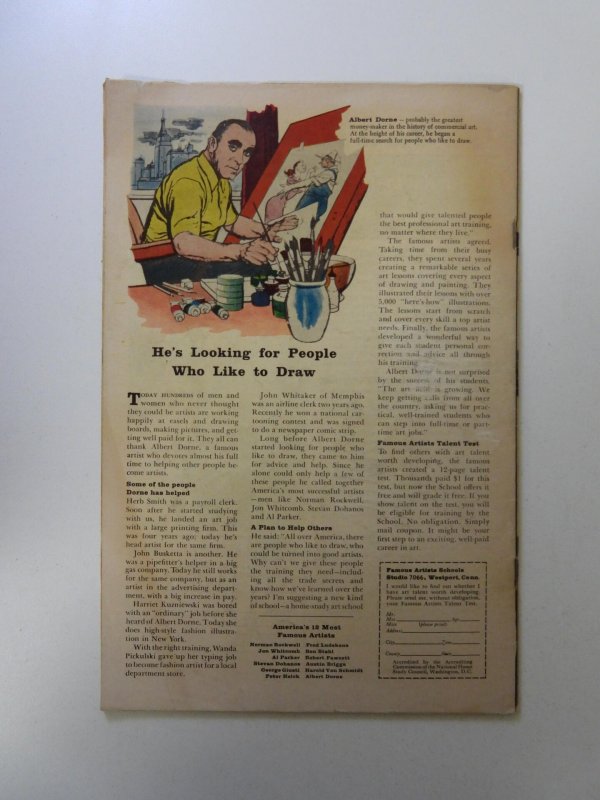 Albert Dorne — probably the greatest
money-maker in the history of commercial art.
At the height of his career, he began a
full-time search for people who like to draw.
He's Looking for People
Who Like to Draw
TODAY HUNDREDS of men and
women who never thought
they could be artists are working
happily at easels and drawing
boards, making pictures, and get-
ting well paid for it. They all can
thank Albert Dorne, a famous
artist who devotes almost his full
time to helping other people be-
come artists.
Some of the people
Dorne has helped
Herb Smith was a payroll clerk.
Soon after he started studying
with us, he landed an art job
with a large printing firm. This
was four years ago; today he's
head artist for the same firm.
John Busketta is another. He
was a pipefitter's helper in a big
gas company. Today he still works
for the same company, but as an
artist in the advertising depart-
ment, with a big increase in pay.
Harriet Kuzniewski was bored
with an "ordinary" job before she
heard of Albert Dorne. Today she
does high-style fashion illustra-
tion in New York.
With the right training, Wanda
Pickulski gave up her typing job
to become fashion artist for a local
department store.
John Whitaker of Memphis
was an airline clerk two years ago.
Recently he won a national car-
tooning contest and was signed
to do a newspaper comic strip.
Long before Albert Dorne
started looking for people who
like to draw, they came to him
for advice and help. Since he
alone could only help a few of
these people he called together
America's most successful artists
—men like Norman Rockwell,
Jon Whitcomb, Stevan Dohanos
and Al Parker.
A Plan to Help Others
He said: "All over America, there
are people who like to draw, who
could be turned into good artists.
Why can't we give these people
the training they need—includ-
ing all the trade secrets and
know how we've learned over the
years? I'm suggesting a new kind
of school—a home study art school
America's 12 Most
Famous Artists
Norman Rockwell
Jon Whitcomb
Al Parker
Stevan Dohanos
George Giusti
Peter Helck
Fred Ludekens
Ben Stahl
Robert Fawcett
Austin Briggs
Harold Von Schmidt
Albert Dorne
that would give talented people
the best professional art training,
no matter where they live."
The famous artists agreed.
Taking time from their busy
careers, they spent several years
creating a remarkable series of
art lessons covering every aspect
of drawing and painting. They
illustrated their lessons with over
5,000 "here's-how" illustrations.
The lessons start from scratch
and cover every skill a top artist
needs. Finally, the famous artists
developed a wonderful way to
give each student personal cor-
rection and advice all through
his training.
Albert Dorne is not surprised
by the success of his students.
"The art field is growing. We
keep getting calls from all over
the country, asking us for prac-
tical, well-trained students who
can step into full-time or part-
time art jobs."
Famous Artists Talent Test
To find others with art talent
worth developing, the famous
artists created a 12-page talent
test. Thousands paid $1 for this
test, but now the School offers it
free and will grade it free. If you
show talent on the test, you will
be eligible for training by the
School. No obligation. Simply
mail coupon. It might be your
first step to an exciting, well-paid
career in art.
Famous Artists Schools
Studio 7066, Westport, Conn.
I would like to find out whether I
have art talent worth developing.
Please send me, without obligation,
your Famous Artists Talent Test.
Mr.
Mrs. Age
Miss (please print)
Address
City Zone
County State
Accredited by the Accrediting
Commission of the National Home
Study Council, Washington, D.C.